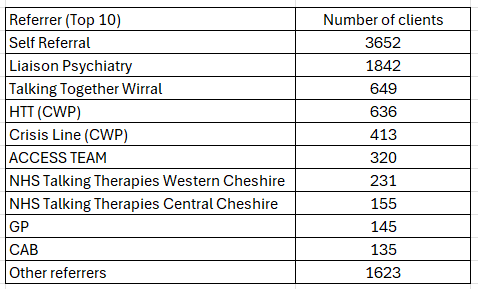 Referrer (Top 10) Number of clients
Self Referral 3652
Liaison Psychiatry 1842
Talking Together Wirral 649
HTT (CWP) 636
Crisis Line (CWP) 413
ACCESS TEAM 320
NHS Talking Therapies Western Cheshire 231
NHS Talking Therapies Central Cheshire 155
GP 145
CAB 135
Other referrers 1623